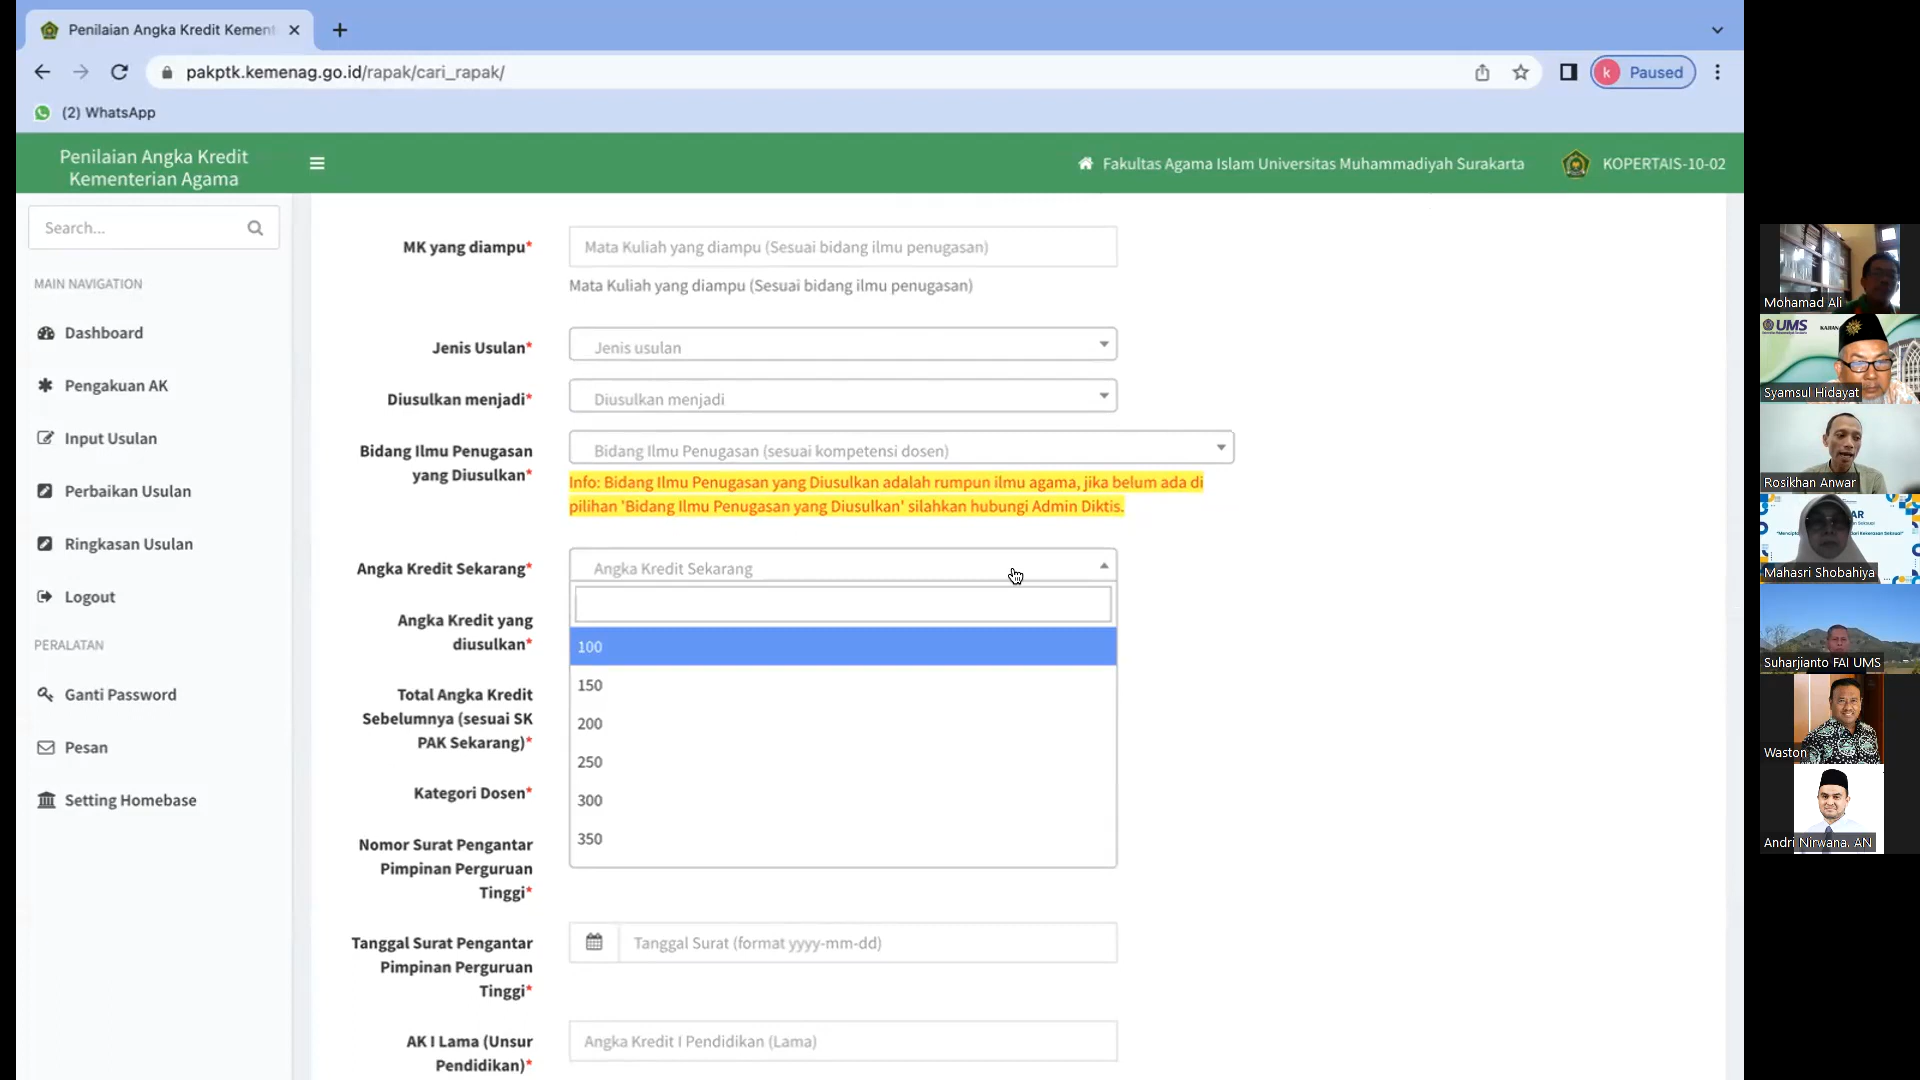 Penilaian Angka Kredit Kement
pakptk.kemenag.go.id/rapak/cari_rapak/
k Paused
(2) WhatsApp
Penilaian Angka Kredit
Kementerian Agama
Fakultas Agama Islam Universitas Muhammadiyah Surakarta
KOPERTAIS-10-02
Search...
MAIN NAVIGATION
Dashboard
Pengakuan AK
Input Usulan
Perbaikan Usulan
Ringkasan Usulan
Logout
PERALATAN
Ganti Password
Pesan
Setting Homebase
MK yang diampu*
Mata Kuliah yang diampu (Sesuai bidang ilmu penugasan)
Mata Kuliah yang diampu (Sesuai bidang ilmu penugasan)
Jenis Usulan*
Jenis usulan
Diusulkan menjadi*
Diusulkan menjadi
Bidang Ilmu Penugasan
yang Diusulkan*
Bidang Ilmu Penugasan (sesuai kompetensi dosen)
Info: Bidang Ilmu Penugasan yang Diusulkan adalah rumpun ilmu agama, jika belum ada di
pilihan 'Bidang Ilmu Penugasan yang Diusulkan' silahkan hubungi Admin Diktis.
Angka Kredit Sekarang*
Angka Kredit Sekarang
100
150
200
250
300
350
Angka Kredit yang
diusulkan*
Total Angka Kredit
Sebelumnya (sesuai SK
PAK Sekarang)*
Kategori Dosen*
Nomor Surat Pengantar
Pimpinan Perguruan
Tinggi*
Tanggal Surat Pengantar
Pimpinan Perguruan
Tinggi*
Tanggal Surat (format yyyy-mm-dd)
AK I Lama (Unsur
Pendidikan)*
Angka Kredit I Pendidikan (Lama)
Mohamad Ali
UMS
Syamsul Hidayat
Rosikhan Anwar
Mahasri Shobahiya
Suharjianto FAI UMS
Waston
Andri Nirwana. AN